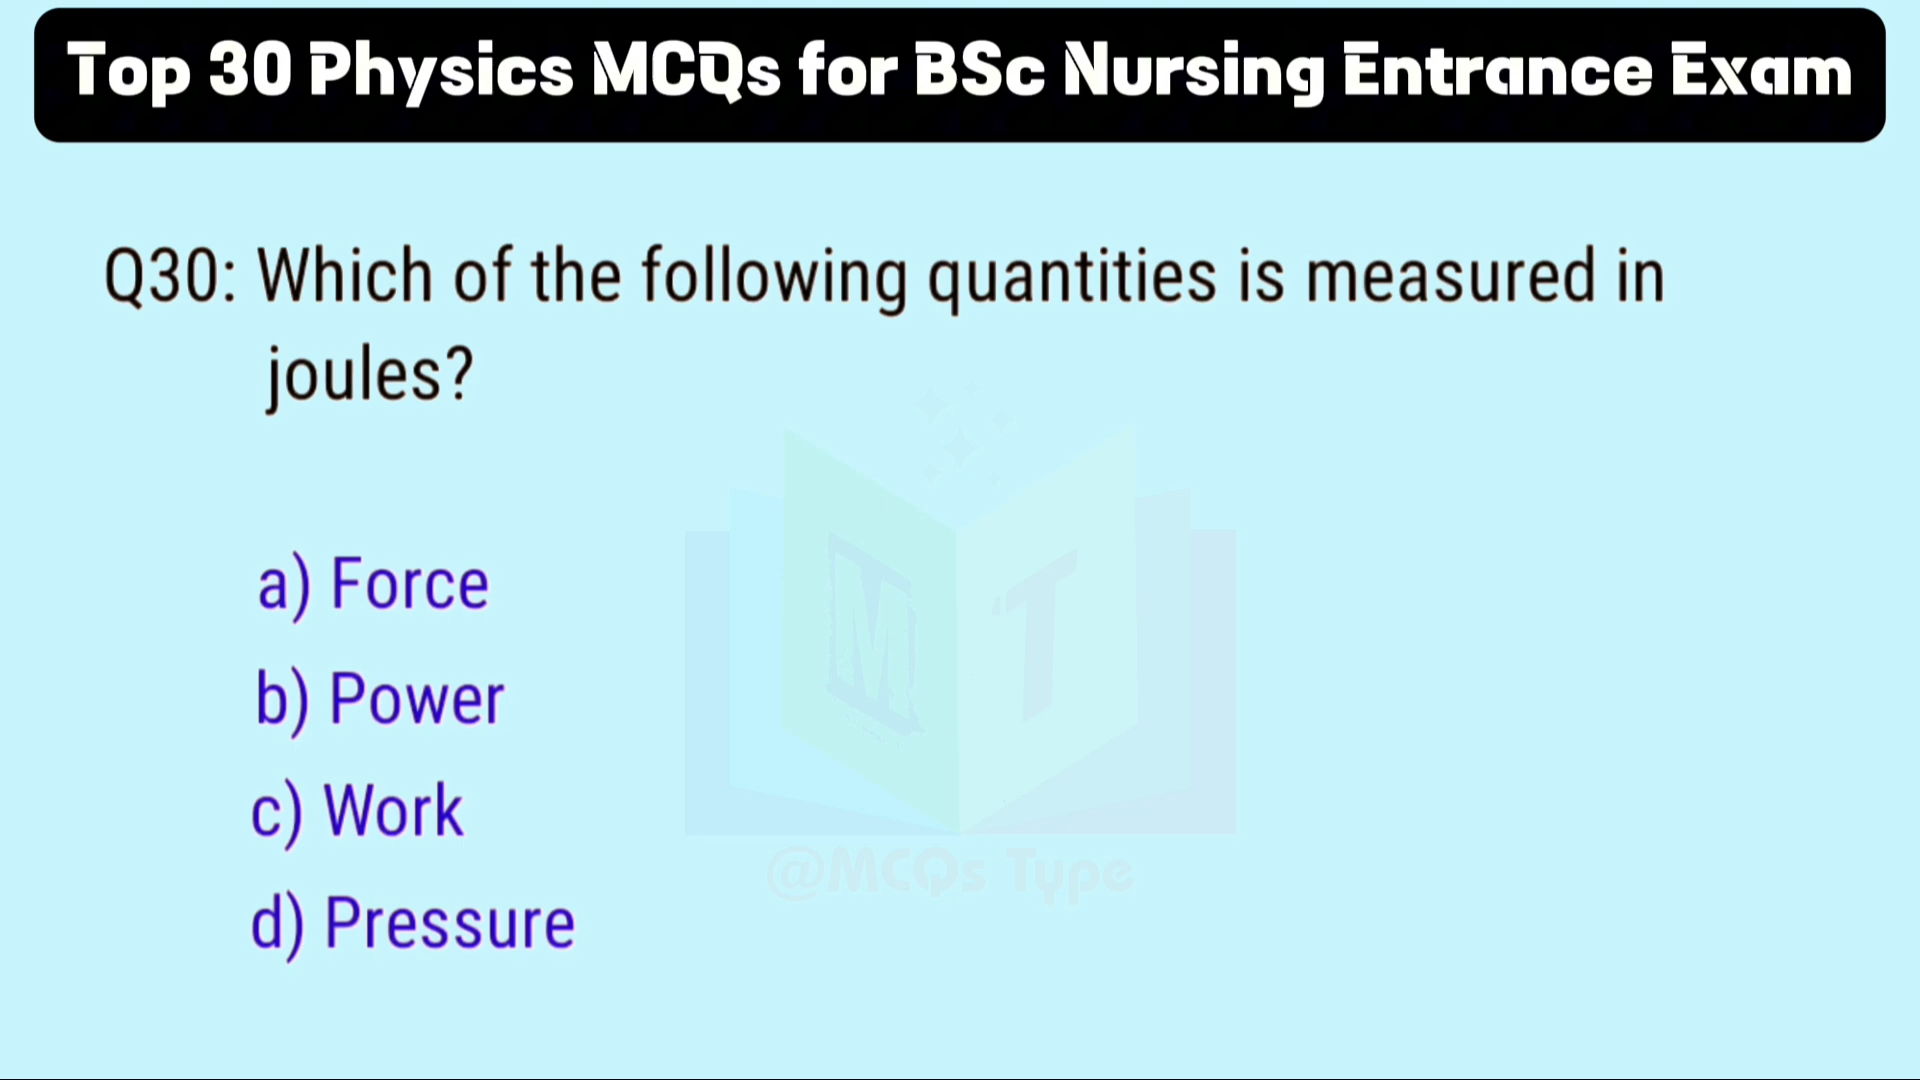 Top 30 Physics MCQs for BSc Nursing Entrance Exam
Q30: Which of the following quantities is measured in
joules?
a) Force
b) Power
c) Work
d) Pressure
M T
@MCQs Type